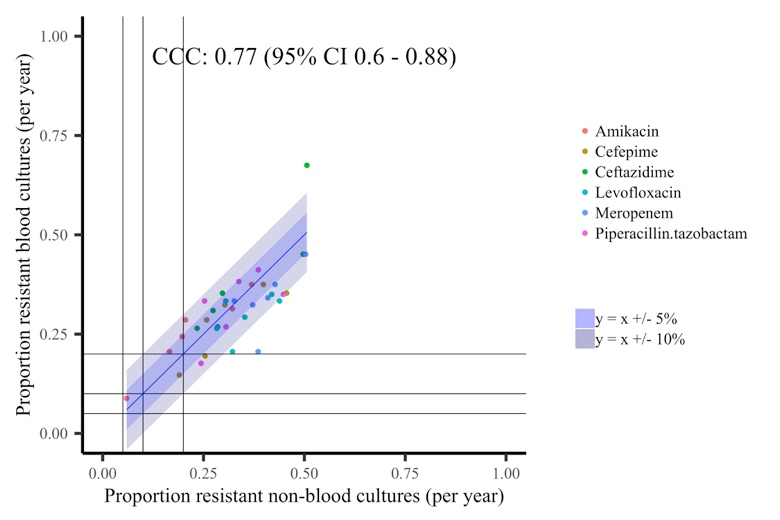 CCC: 0.77 (95% CI 0.6 - 0.88)
Proportion resistant blood cultures (per year)
1.00
0.75
0.50
0.25
0.00
0.00 0.25 0.50 0.75 1.00
Proportion resistant non-blood cultures (per year)
Amikacin
Cefepime
Ceftazidime
Levofloxacin
Meropenem
Piperacillin.tazobactam
y = x +/- 5%
y = x +/- 10%